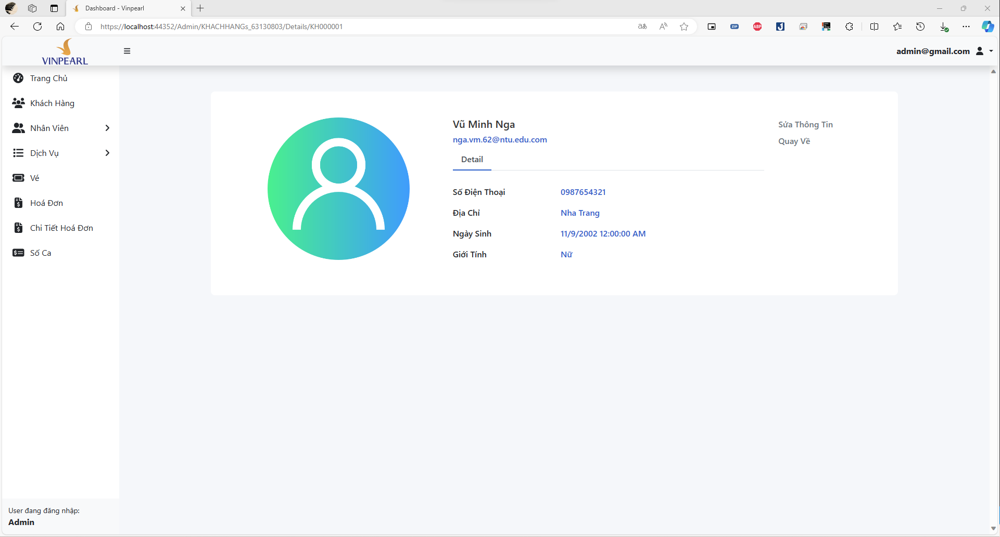 Dashboard - Vinpearl
https://localhost:44352/Admin/KHACHHANGs_63130803/Details/KH000001
ZIP
ABP
VINPEARL
admin@gmail.com
Trang Chủ
Khách Hàng
Nhân Viên
Dịch Vụ
Vé
Hoá Đơn
Chi Tiết Hoá Đơn
Số Ca
Vũ Minh Nga
nga.vm.62@ntu.edu.com
Detail
Số Điện Thoại 0987654321
Địa Chỉ Nha Trang
Ngày Sinh 11/9/2002 12:00:00 AM
Giới Tính Nữ
Sửa Thông Tin
Quay Về
User đang đăng nhập:
Admin